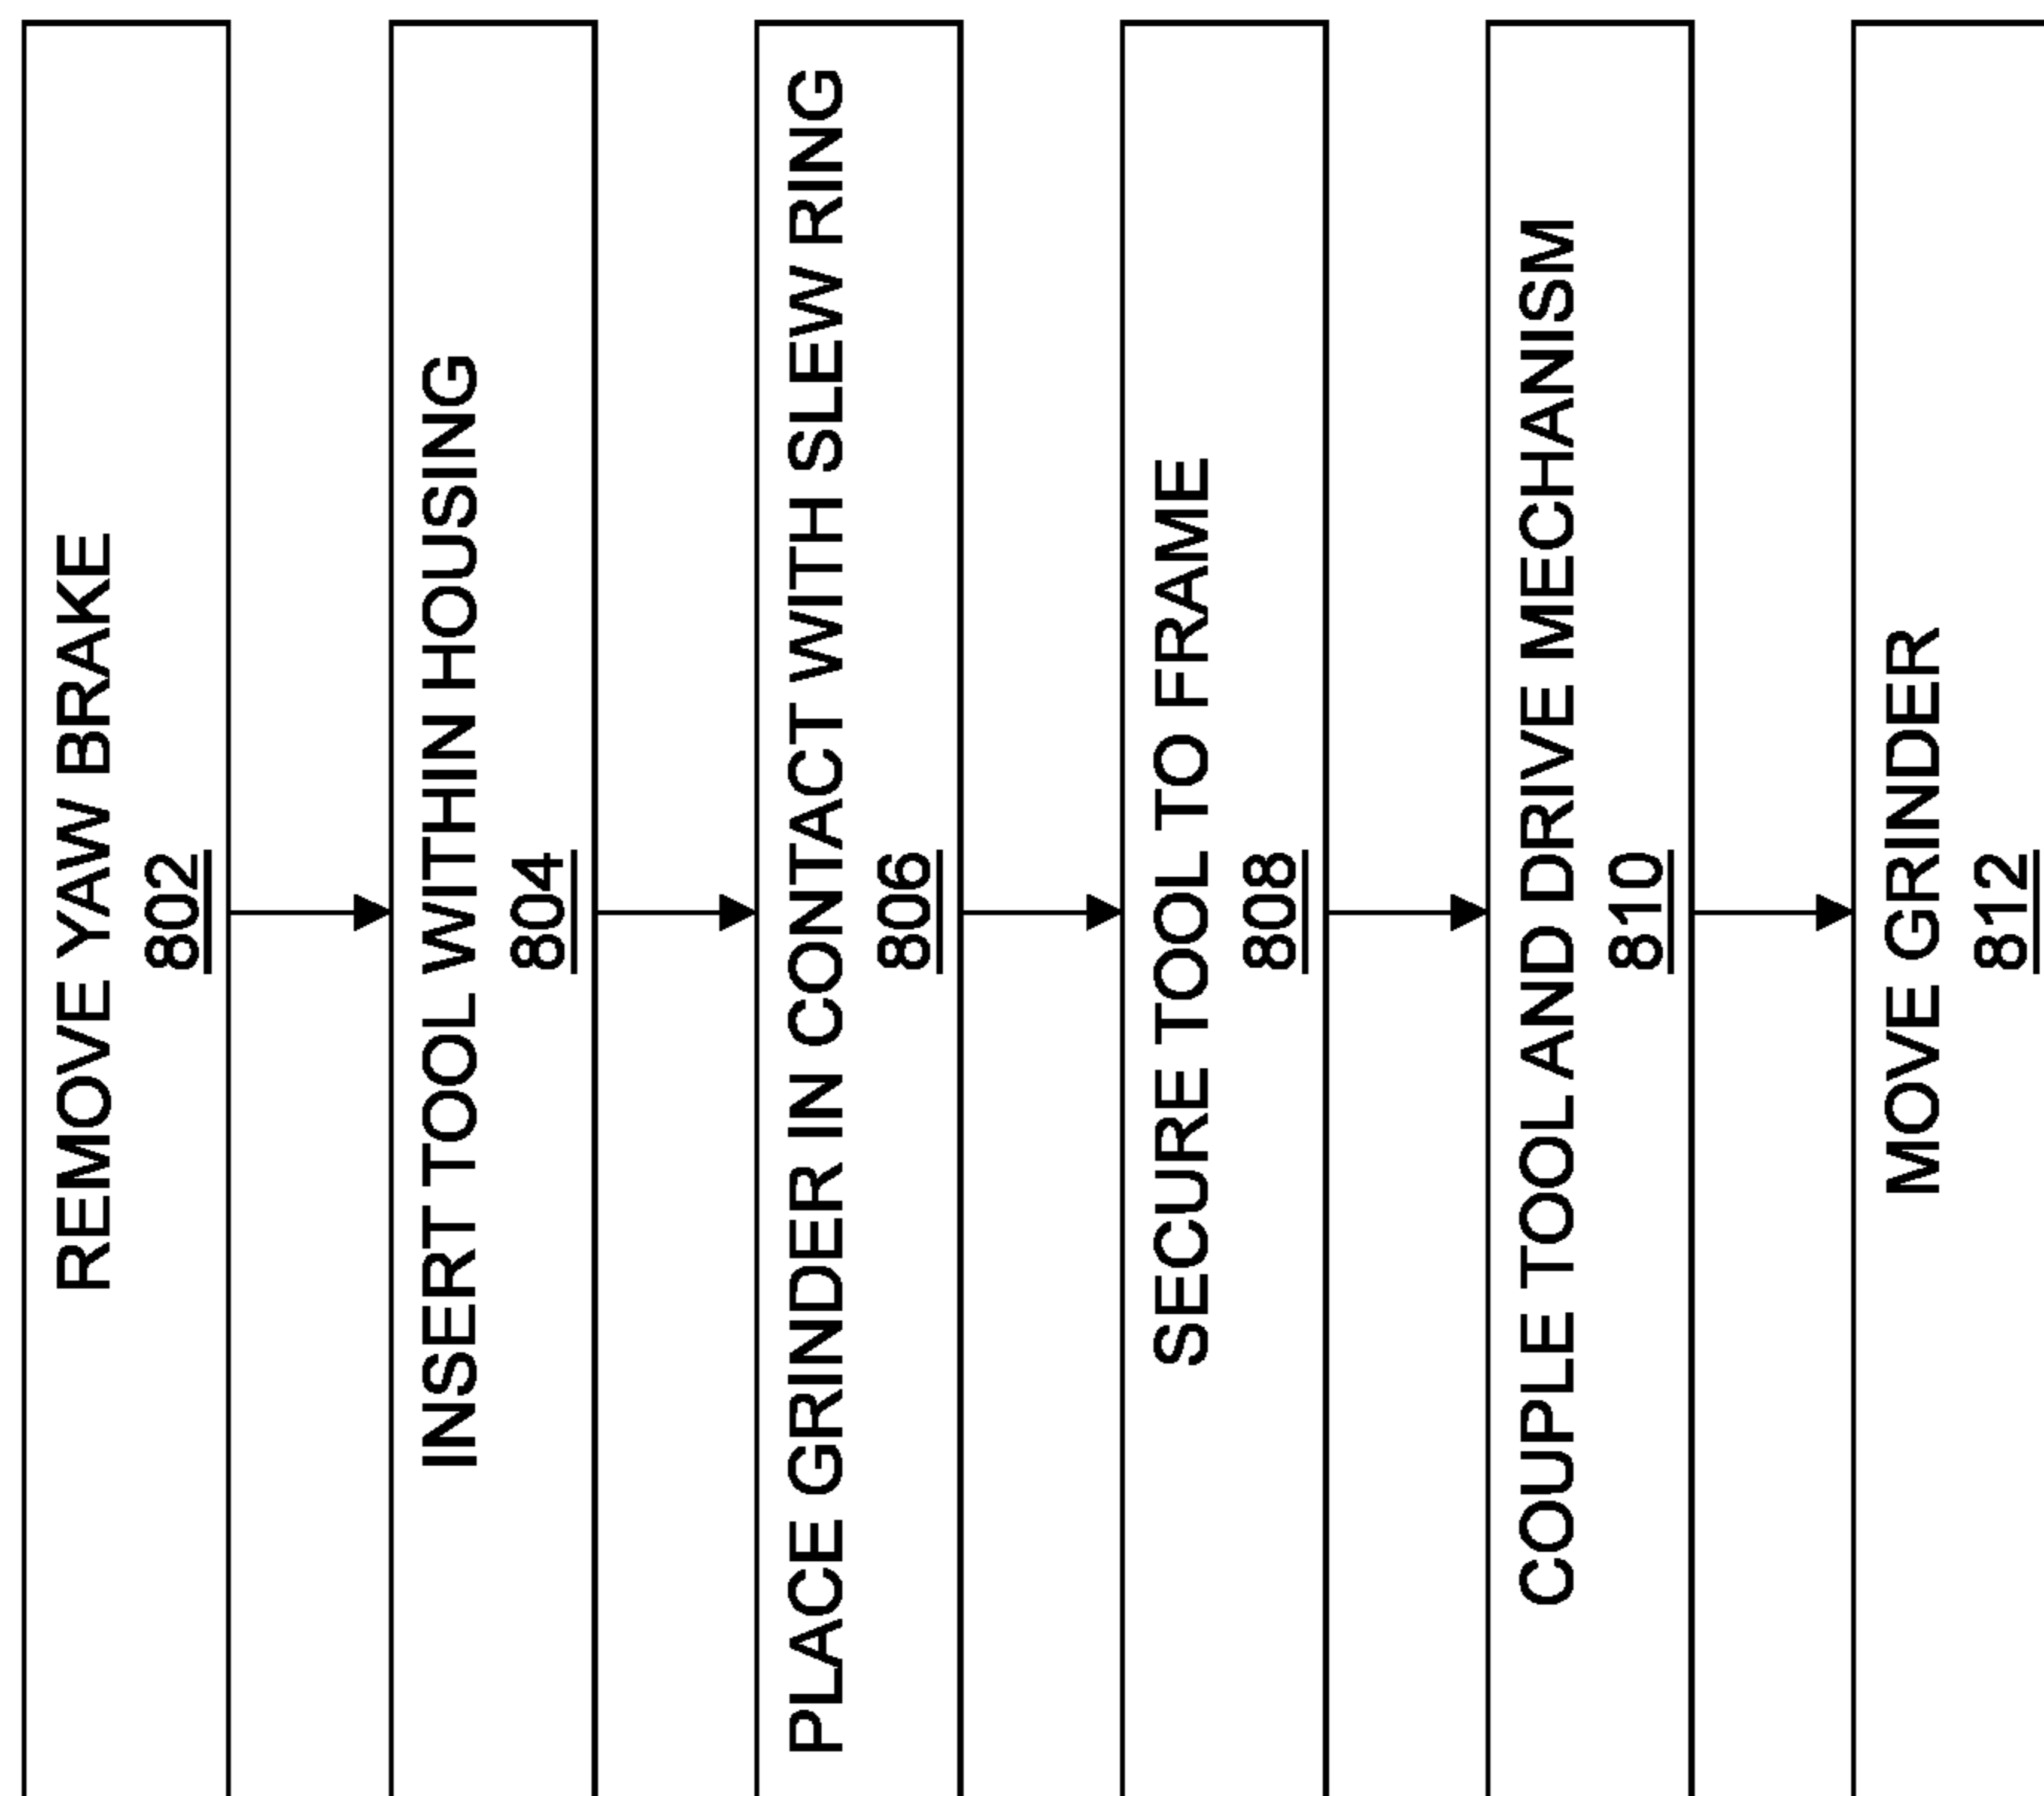 REMOVE YAW BRAKE
802
INSERT TOOL WITHIN HOUSING
804
PLACE GRINDER IN CONTACT WITH SLEW RING
806
SECURE TOOL TO FRAME
808
COUPLE TOOL AND DRIVE MECHANISM
810
MOVE GRINDER
812